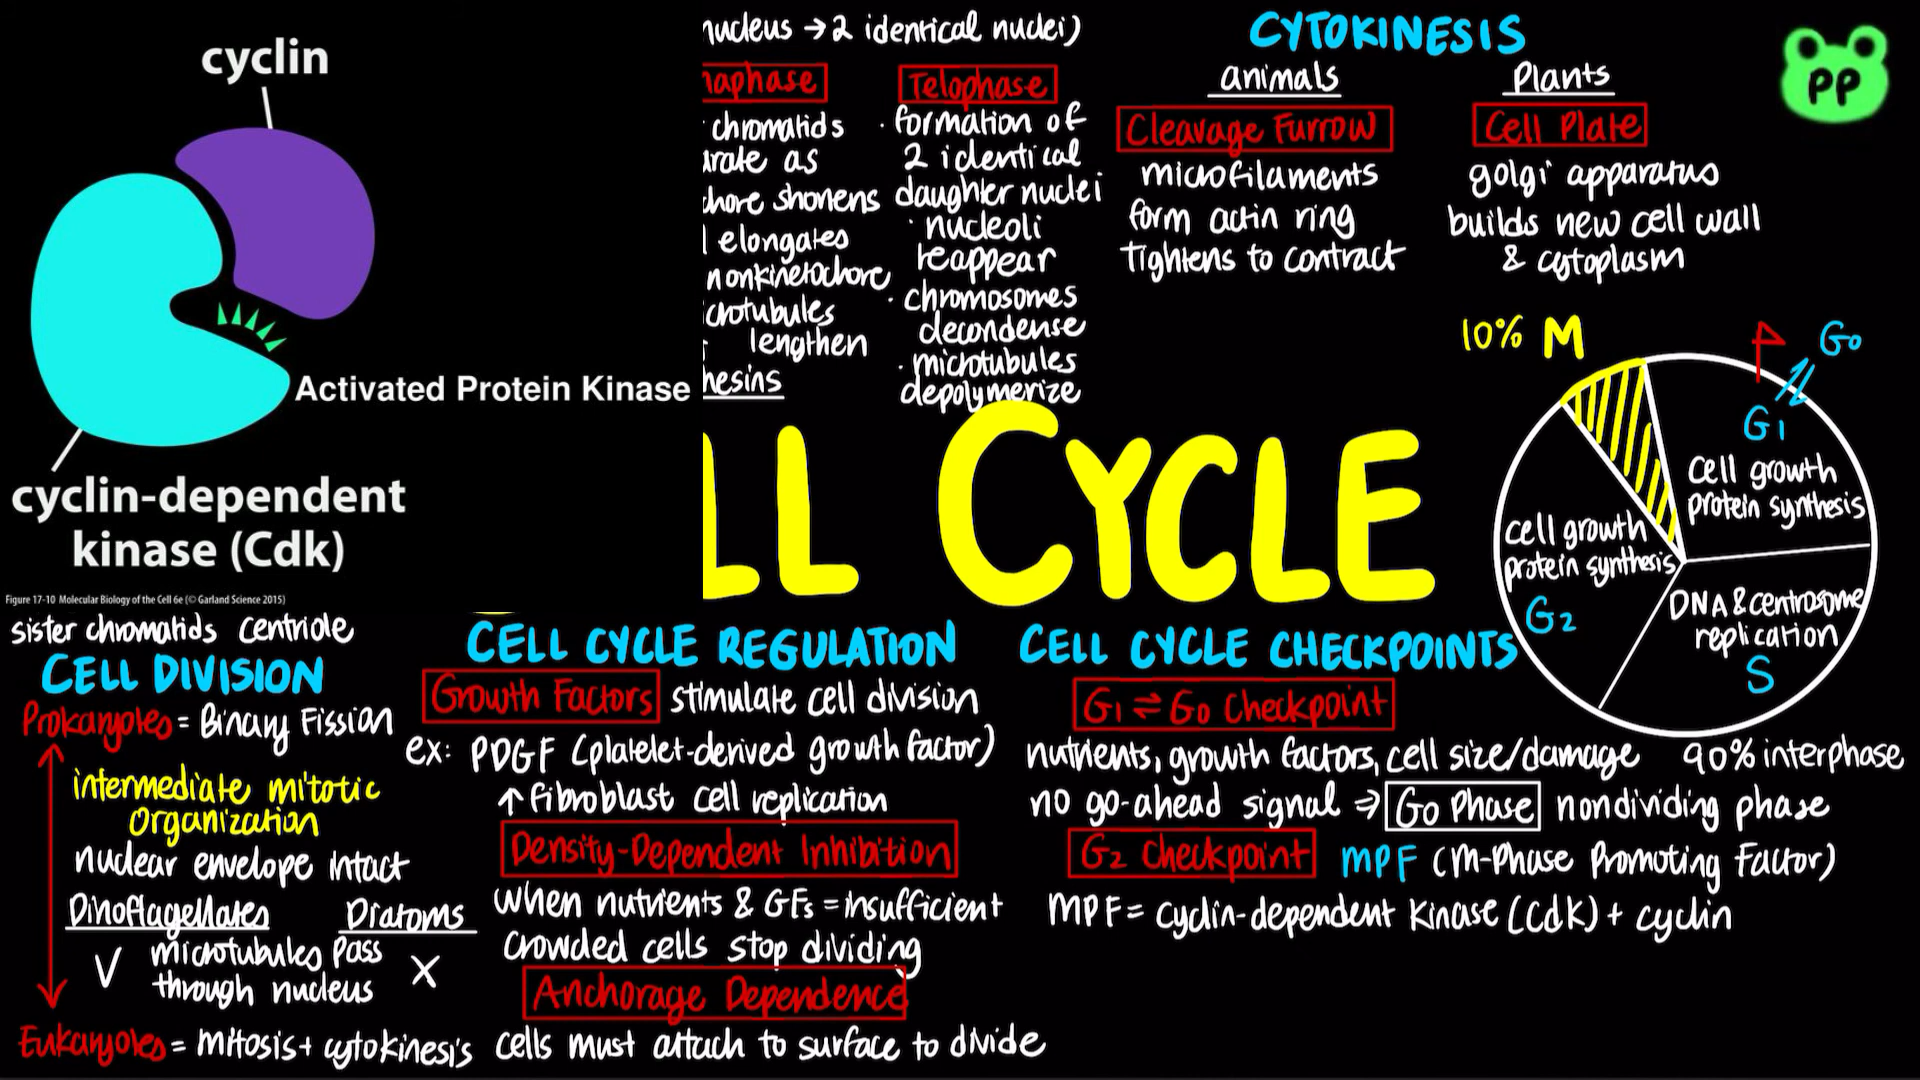 cyclin
Activated Protein Kinase
cyclin-dependent
kinase (Cdk)
Figure 17-10 Molecular Biology of the Cell 6e (© Garland Science 2015)
nucleus → 2 identical nuclei)
naphase
chromatids
arate as
chore shortens
elongates
nonkinetochore
crotubules
lengthen
hesins
Telophase
· formation of
2 identical
daughter nuclei
· nucleoli
reappear
· chromosomes
decondense
· microtubules
depolymerize
CYTOKINESIS
animals
Cleavage Furrow
microfilaments
form actin ring
tightens to contract
Plants
Cell Plate
golgi apparatus
builds new cell wall
& cytoplasm
PP
LL CYCLE
10% M
G0
G1
cell growth
protein synthesis
cell growth
protein synthesis
G2
DNA & centrosome
replication
S
90% interphase
sister chromatids centriole
CELL DIVISION
Prokaryotes = Binary Fission
intermediate mitotic
organization
nuclear envelope intact
Dinoflagellates Diatoms
V microtubules pass X
through nucleus
Eukaryotes = mitosis + cytokinesis
CELL CYCLE REGULATION
Growth Factors stimulate cell division
ex: PDGF (platelet-derived growth factor)
↑ fibroblast cell replication
Density-Dependent Inhibition
when nutrients & GFs = insufficient
crowded cells stop dividing
Anchorage Dependence
cells must attach to surface to divide
CELL CYCLE CHECKPOINTS
G1 ⇌ G0 Checkpoint
nutrients, growth factors, cell size/damage
no go-ahead signal ⇒ G0 Phase nondividing phase
G2 Checkpoint MPF (M-Phase Promoting Factor)
MPF = cyclin-dependent kinase (Cdk) + cyclin